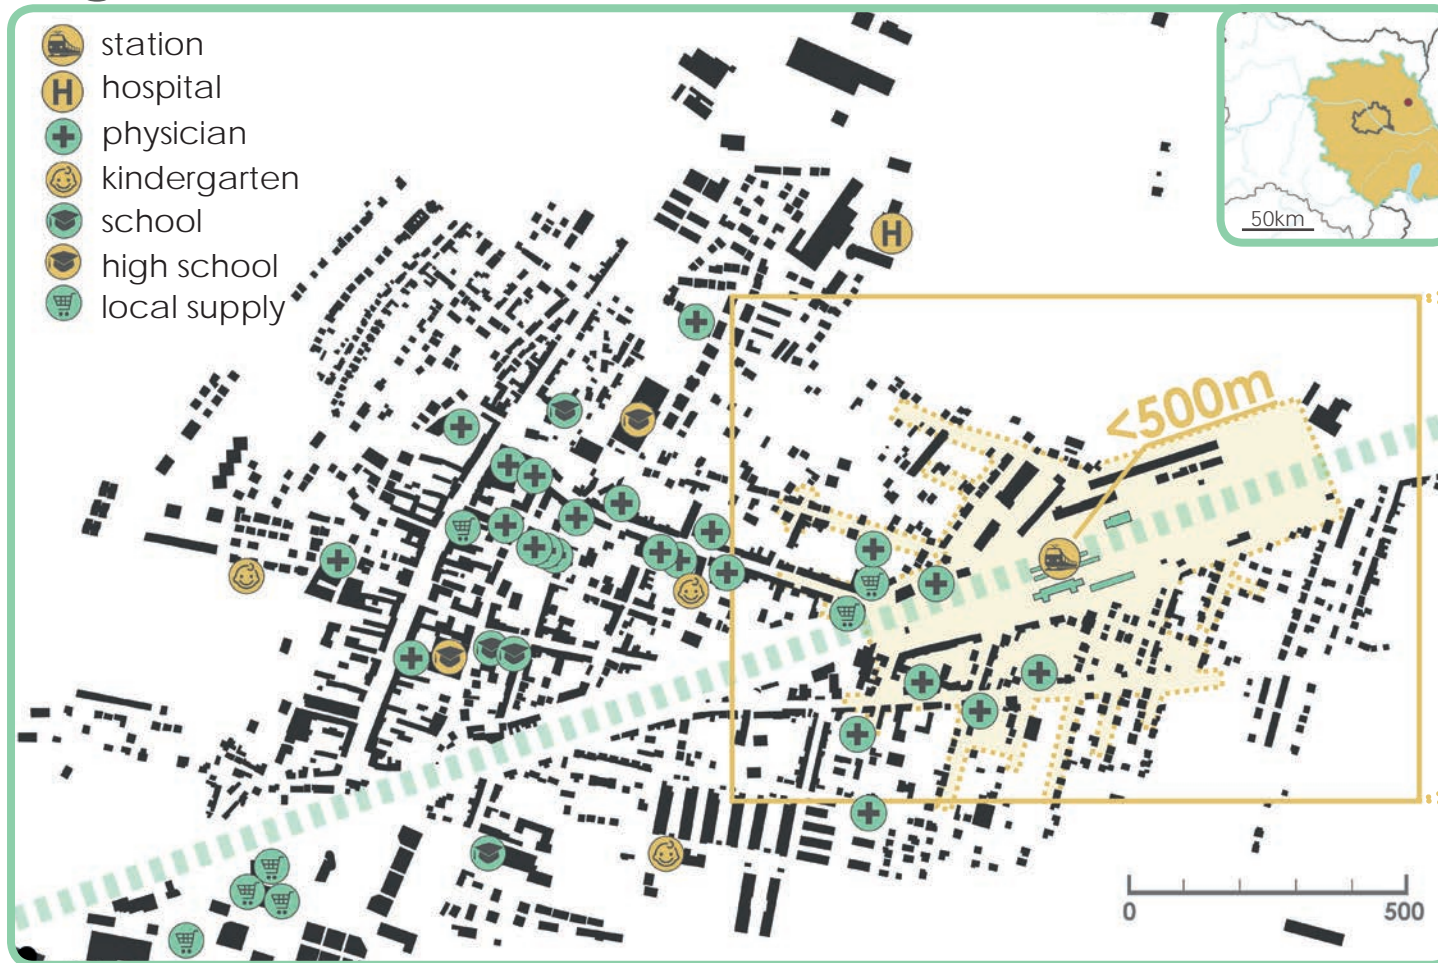 station
hospital
physician
kindergarten
school
high school
local supply
H
H
50km
<500m
0
500